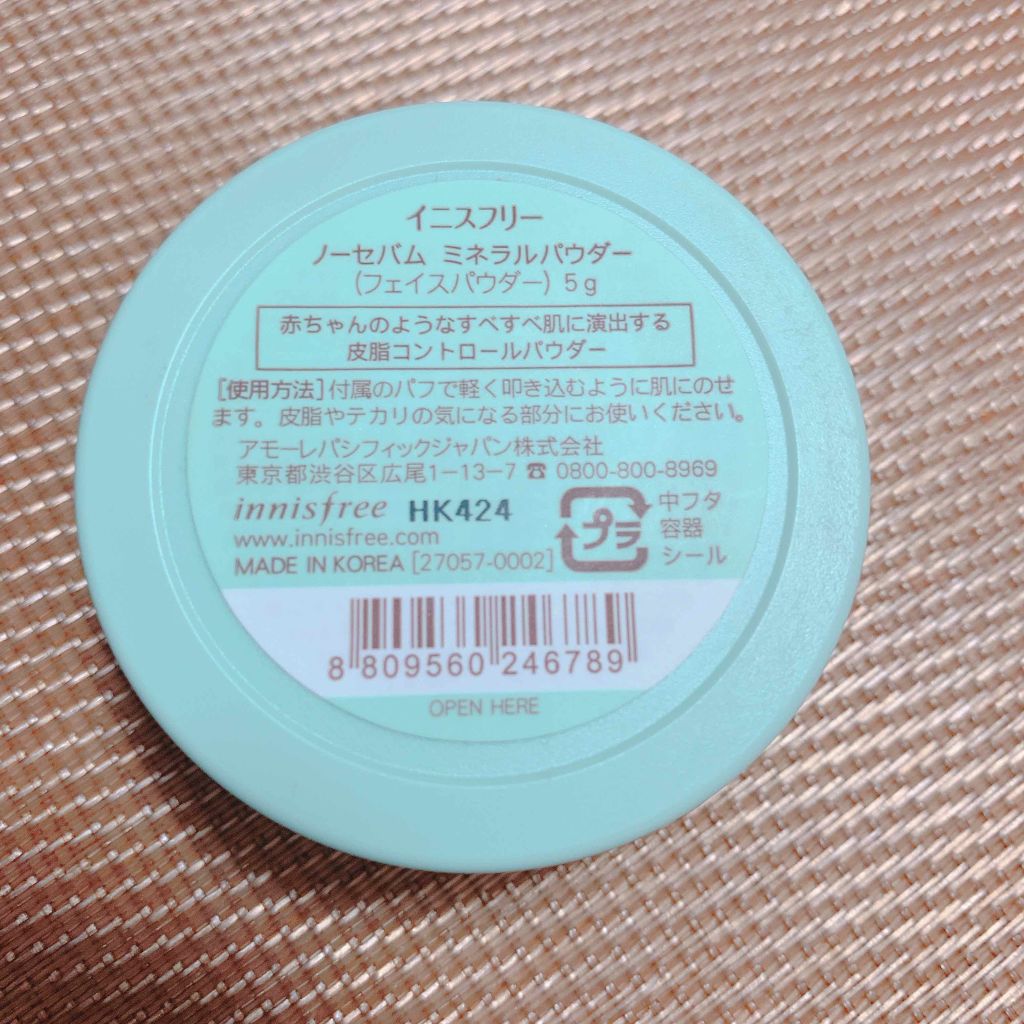 イニスフリー
ノーセバム ミネラルパウダー
(フェイスパウダー) 5g
赤ちゃんのようなすべすべ肌に演出する
皮脂コントロールパウダー
[使用方法]付属のパフで軽く叩き込むように肌にのせ
ます。皮脂やテカリの気になる部分にお使いください。
アモーレパシフィックジャパン株式会社
東京都渋谷区広尾1-13-7 ☎ 0800-800-8969
innisfree HK424
www.innisfree.com
MADE IN KOREA [27057-0002]
プラ
中フタ
容器
シール
8 809560 246789
OPEN HERE